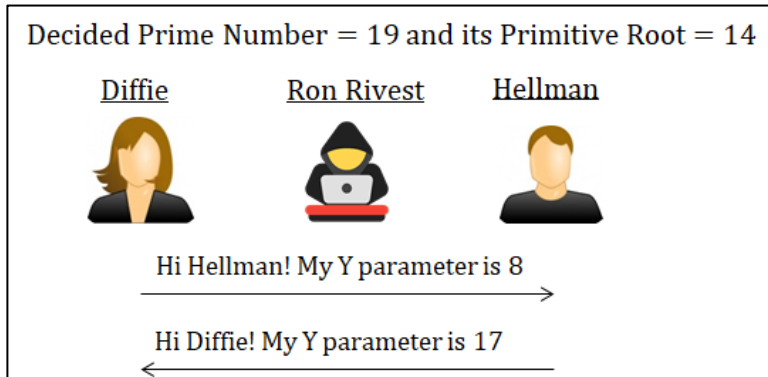 Decided Prime Number = 19 and its Primitive Root = 14
Diffie Ron Rivest Hellman
Hi Hellman! My Y parameter is 8
Hi Diffie! My Y parameter is 17